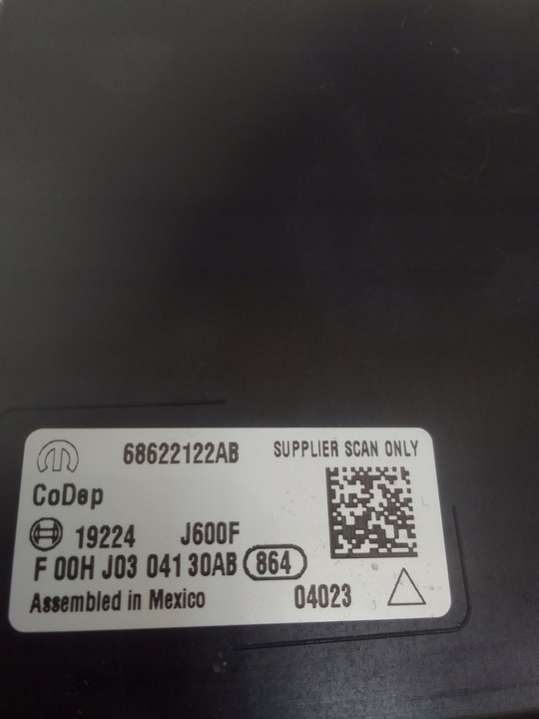 68622122AB SUPPLIER SCAN ONLY
CoDep
19224 J600F
F 00H J03 041 30AB 864
Assembled in Mexico 04023